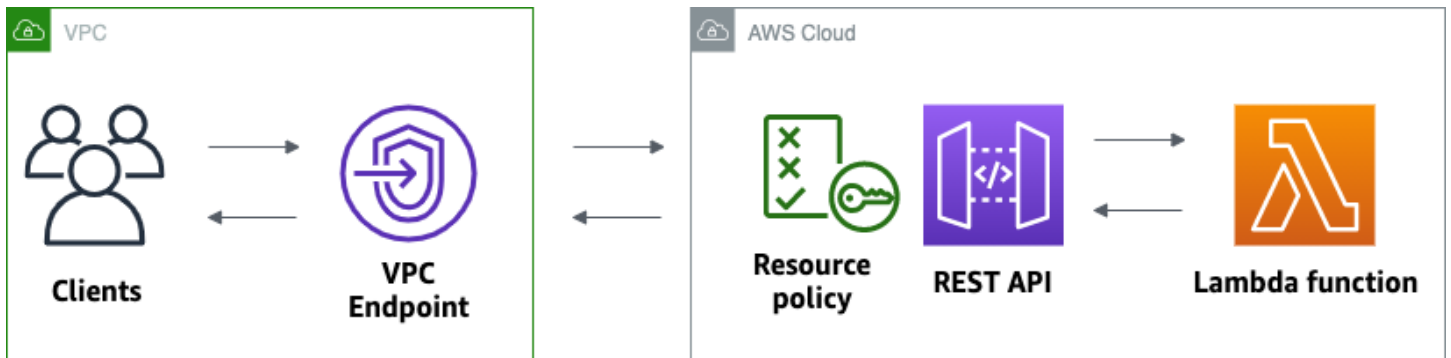 VPC
AWS Cloud
</>
Clients
VPC
Endpoint
Resource
policy
REST API
Lambda function